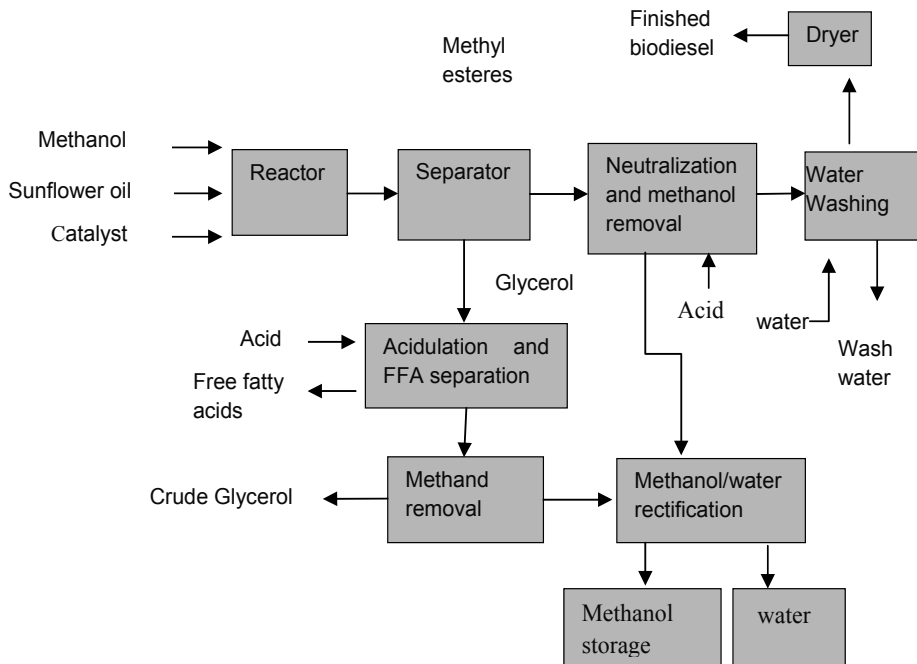 Finished
biodiesel
Dryer
Methyl
esteres
Methanol
Sunflower oil
Catalyst
Reactor
Separator
Neutralization
and methanol
removal
Water
Washing
Glycerol
Acid
water
Wash
water
Acid
Free fatty
acids
Acidulation and
FFA separation
Crude Glycerol
Methand
removal
Methanol/water
rectification
Methanol
storage
water